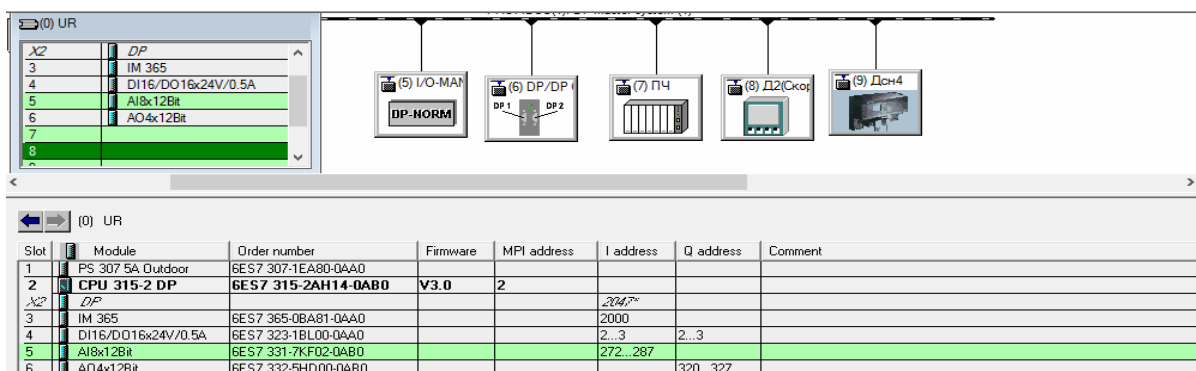 (0) UR
X2 DP
3 IM 365
4 DI16/DO16x24V/0.5A
5 AI8x12Bit
6 AO4x12Bit
7
8
(5) I/O-MAN
DP-NORM
(6) DP/DP
DP 1 DP 2
(7) ПЧ
(8) Д2(Скор
(9) Дсн4
(0) UR
Slot Module Order number Firmware MPI address I address Q address Comment
1 PS 307 5A Outdoor 6ES7 307-1EA80-0AA0
2 CPU 315-2 DP 6ES7 315-2AH14-0AB0 V3.0 2
X2 DP 2047*
3 IM 365 6ES7 365-0BA81-0AA0 2000
4 DI16/DO16x24V/0.5A 6ES7 323-1BL00-0AA0 2...3 2...3
5 AI8x12Bit 6ES7 331-7KF02-0AB0 272...287
6 AO4x12Bit 6ES7 332-5HD00-0AB0 320...327